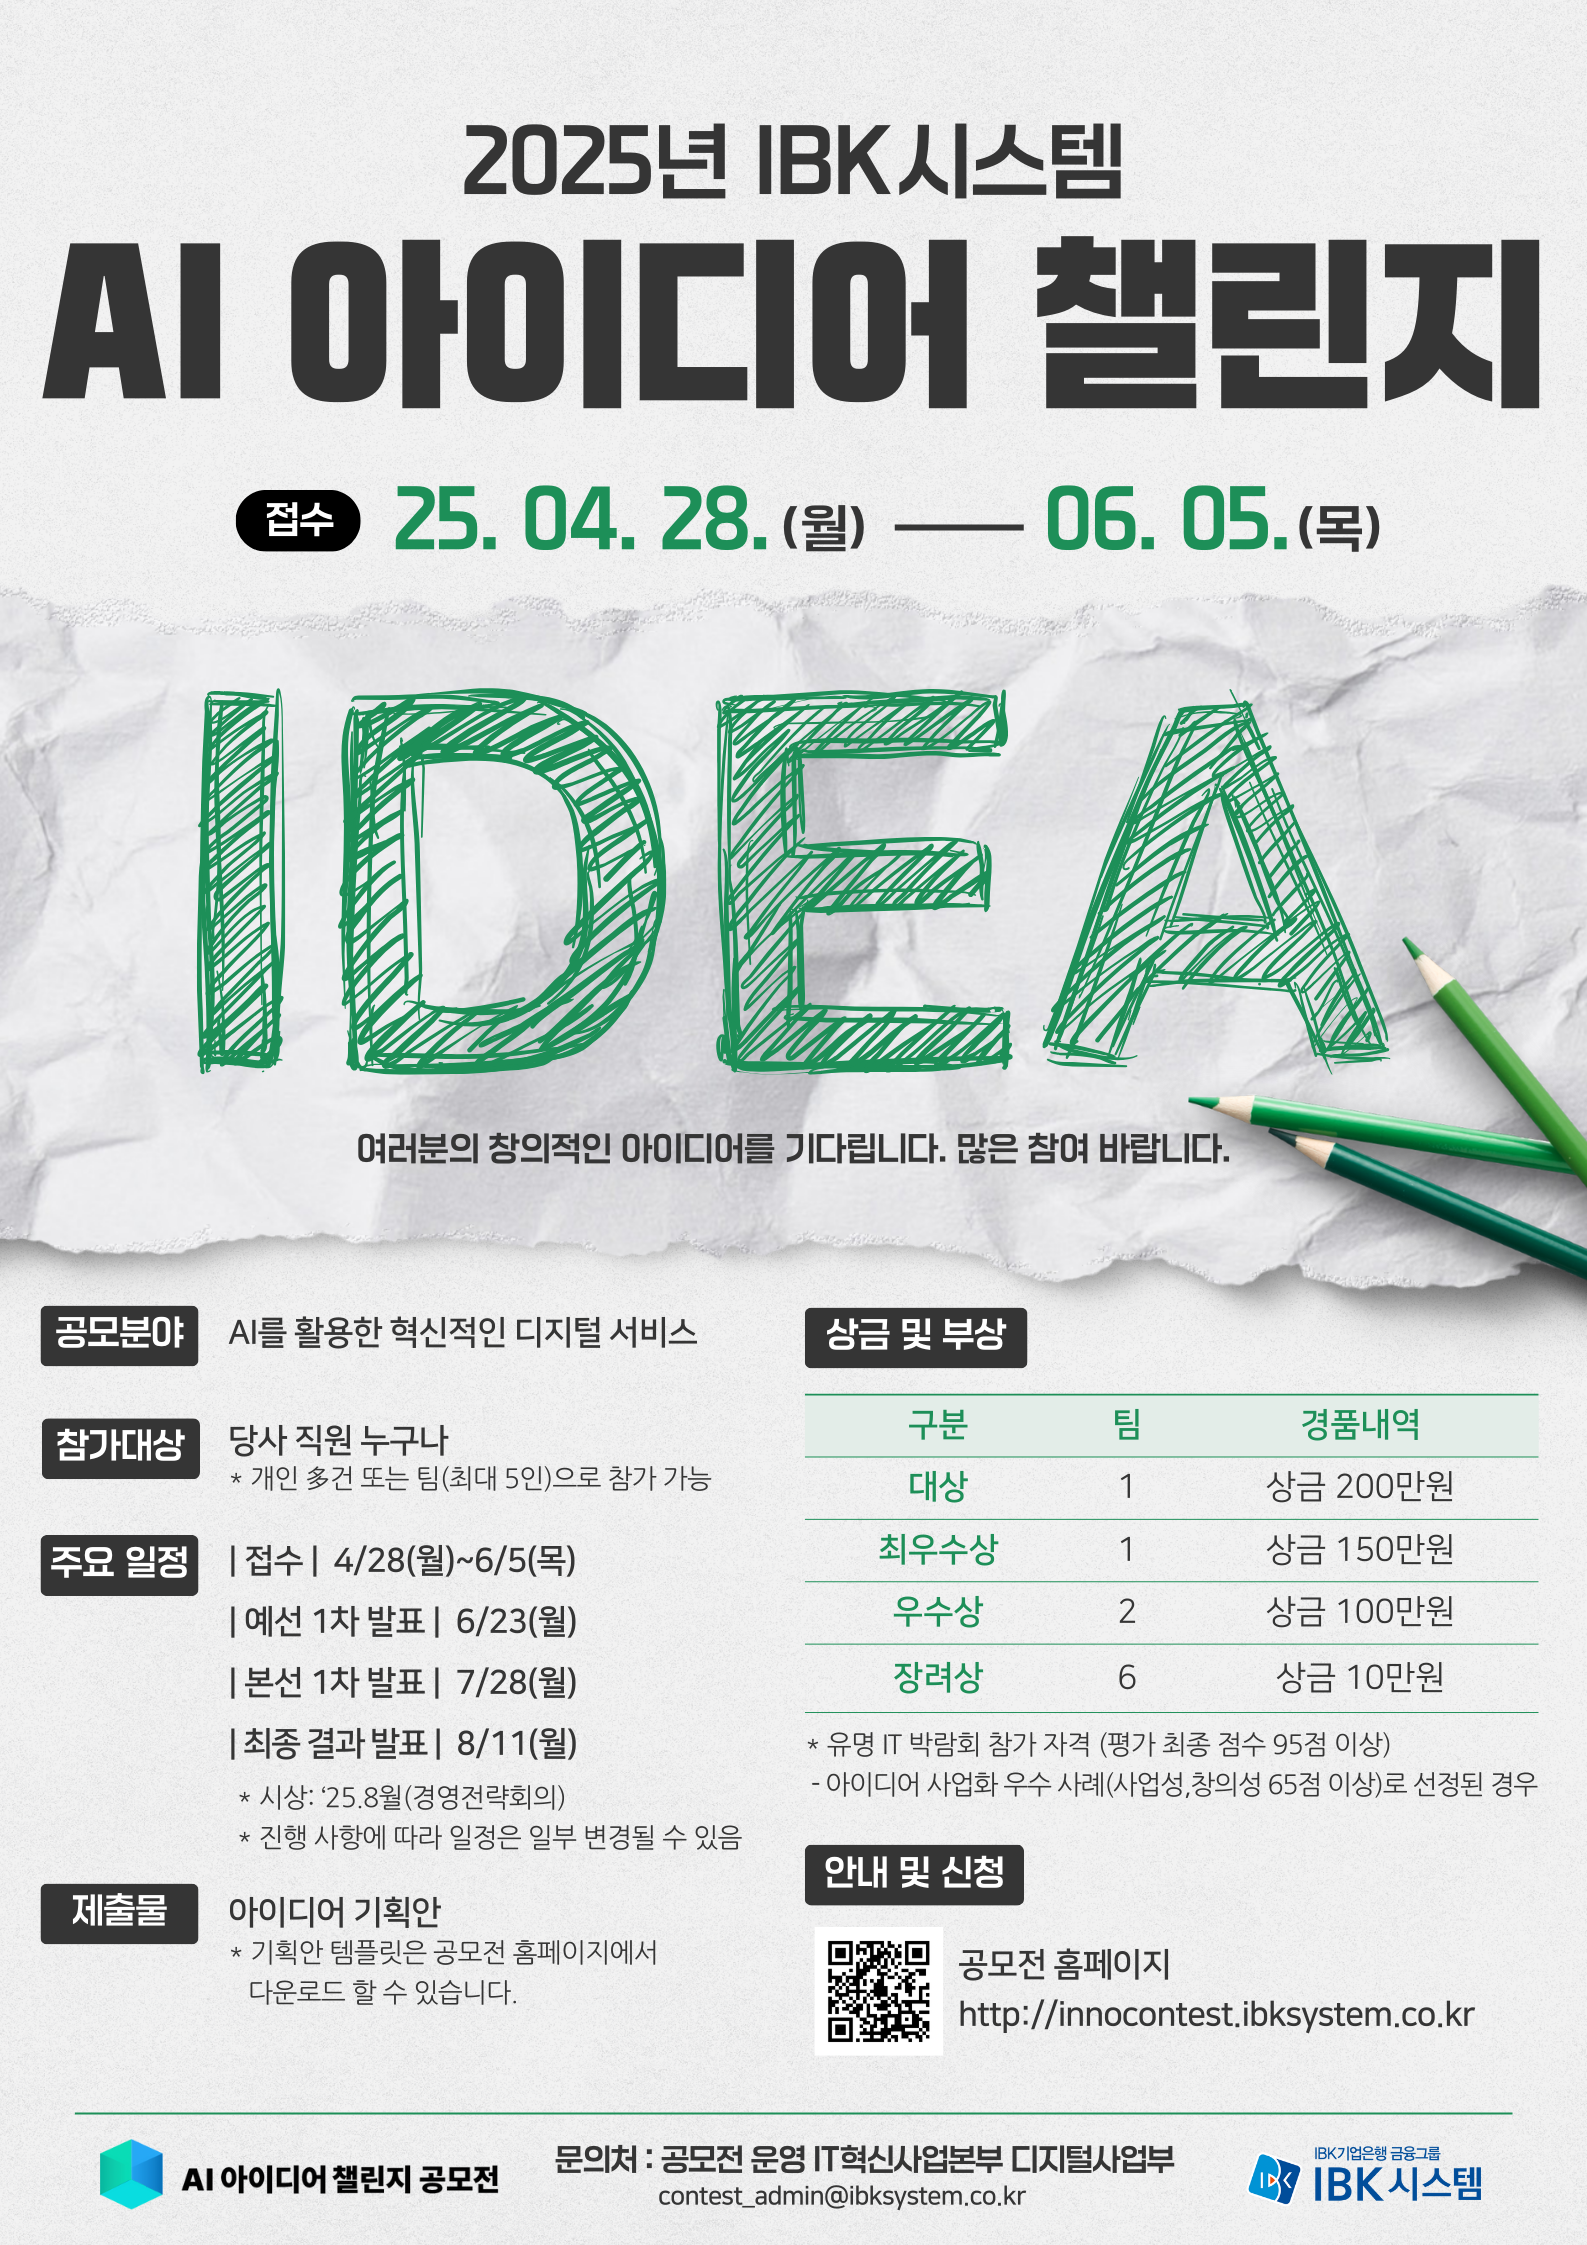 2025년 IBK시스템
AI 아이디어 챌린지
접수 25. 04. 28. (월) — 06. 05. (목)
IDEA
여러분의 창의적인 아이디어를 기다립니다. 많은 참여 바랍니다.
공모분야 AI를 활용한 혁신적인 디지털 서비스
참가대상 당사 직원 누구나
* 개인 多건 또는 팀(최대 5인)으로 참가 가능
주요 일정 | 접수 | 4/28(월)~6/5(목)
| 예선 1차 발표 | 6/23(월)
| 본선 1차 발표 | 7/28(월)
| 최종 결과 발표 | 8/11(월)
* 시상: ‘25.8월(경영전략회의)
* 진행 사항에 따라 일정은 일부 변경될 수 있음
제출물 아이디어 기획안
* 기획안 템플릿은 공모전 홈페이지에서
다운로드 할 수 있습니다.
상금 및 부상
구분 팀 경품내역
대상 1 상금 200만원
최우수상 1 상금 150만원
우수상 2 상금 100만원
장려상 6 상금 10만원
* 유명 IT 박람회 참가 자격 (평가 최종 점수 95점 이상)
- 아이디어 사업화 우수 사례(사업성,창의성 65점 이상)로 선정된 경우
안내 및 신청
공모전 홈페이지
http://innocontest.ibksystem.co.kr
AI 아이디어 챌린지 공모전
문의처 : 공모전 운영 IT혁신사업본부 디지털사업부
contest_admin@ibksystem.co.kr
IBK기업은행 금융그룹
IBK시스템